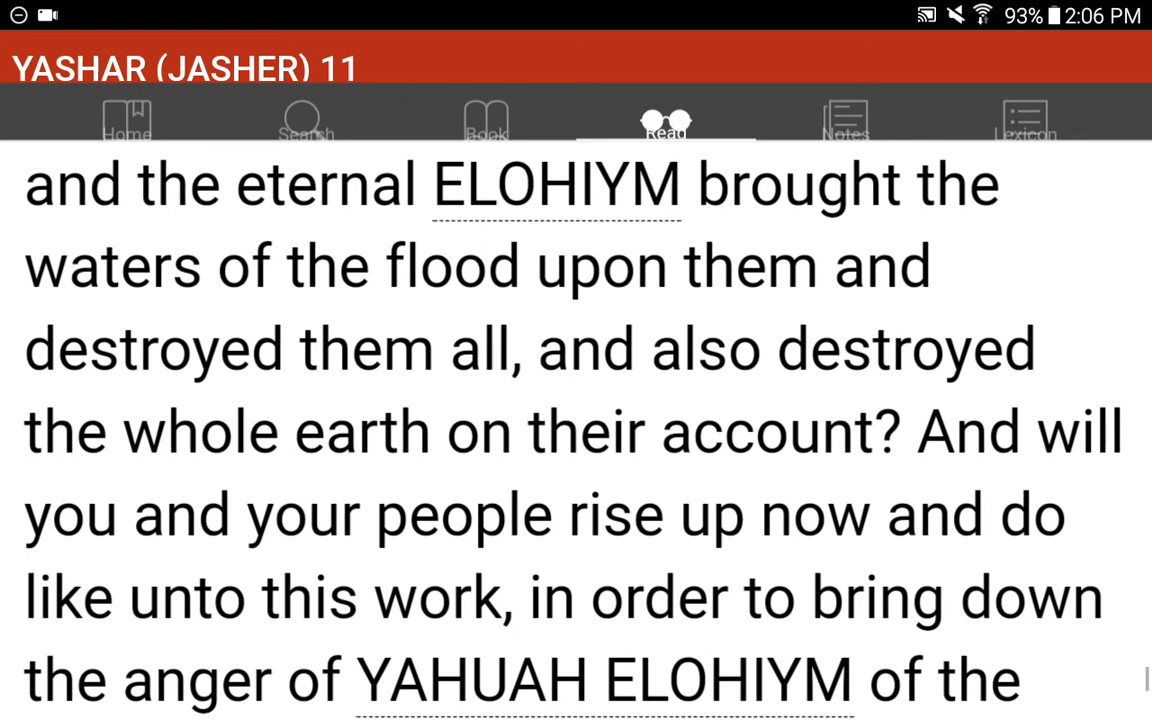 93% 2:06 PM
YASHAR (JASHER) 11
Home Search Book Read Notes Lexicon
and the eternal ELOHIYM brought the
waters of the flood upon them and
destroyed them all, and also destroyed
the whole earth on their account? And will
you and your people rise up now and do
like unto this work, in order to bring down
the anger of YAHUAH ELOHIYM of the